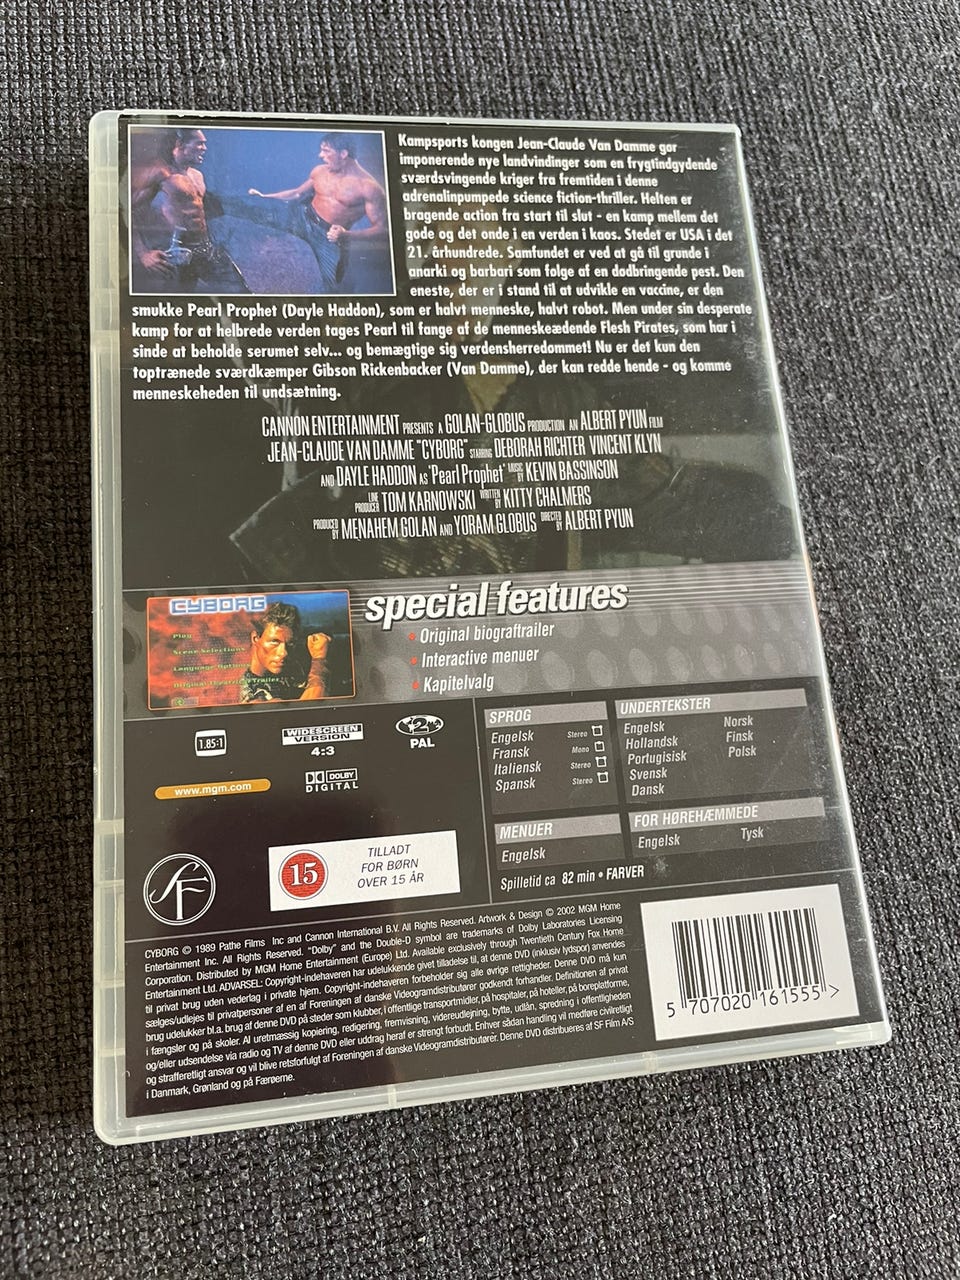 Kampsports kongen Jean-Claude Van Damme gør
imponerende nye landvindinger som en frygtindgydende
sværdsvingende kriger fra fremtiden i denne
adrenalinpumpede science fiction-thriller. Helten er
bragende action fra start til slut - en kamp mellem det
gode og det onde i en verden i kaos. Stedet er USA i det
21. århundrede. Samfundet er ved at gå til grunde i
anarki og barbari som følge af en dødbringende pest. Den
eneste, der er i stand til at udvikle en vaccine, er den
smukke Pearl Prophet (Dayle Haddon), som er halvt menneske, halvt robot. Men under sin desperate
kamp for at helbrede verden tages Pearl til fange af de menneskeædende Flesh Pirates, som har i
sinde at beholde serumet selv... og bemægtige sig verdensherredømmet! Nu er det kun den
toptrænede sværdkæmper Gibson Rickenbacker (Van Damme), der kan redde hende - og komme
menneskeheden til undsætning.
CANNON ENTERTAINMENT PRESENTS A GOLAN-GLOBUS PRODUCTION AN ALBERT PYUN FILM
JEAN-CLAUDE VAN DAMME "CYBORG" STARRING DEBORAH RICHTER VINCENT KLYN
AND DAYLE HADDON AS 'Pearl Prophet' MUSIC BY KEVIN BASSINSON
LINE PRODUCER TOM KARNOWSKI WRITTEN BY KITTY CHALMERS
PRODUCED BY MENAHEM GOLAN AND YORAM GLOBUS DIRECTED BY ALBERT PYUN
CYBORG
Play
Scene Selections
Language Options
Original Theatrical Trailer
special features
• Original biograftrailer
• Interactive menuer
• Kapitelvalg
1.85:1
WIDESCREEN
VERSION
4:3
2
PAL
www.mgm.com
DOLBY
DIGITAL
SPROG
Engelsk Stereo
Fransk Mono
Italiensk Stereo
Spansk Stereo
UNDERTEKSTER
Engelsk Norsk
Hollandsk Finsk
Portugisisk Polsk
Svensk
Dansk
MENUER
Engelsk
FOR HØREHÆMMEDE
Engelsk Tysk
Spilletid ca 82 min • FARVER
SF
15
TILLADT
FOR BØRN
OVER 15 ÅR
CYBORG © 1989 Pathe Films Inc and Cannon International B.V. All Rights Reserved. Artwork & Design © 2002 MGM Home
Entertainment Inc. All Rights Reserved. "Dolby" and the Double-D symbol are trademarks of Dolby Laboratories Licensing
Corporation. Distributed by MGM Home Entertainment (Europe) Ltd. Available exclusively through Twentieth Century Fox Home
Entertainment Ltd. ADVARSEL: Copyright-indehaveren har udelukkende givet tilladelse til, at denne DVD (inklusiv lydspor) anvendes
til privat brug uden vederlag i private hjem. Copyright-indehaveren forbeholder sig alle øvrige rettigheder. Denne DVD må kun
sælges/udlejes til privatpersoner af en af Foreningen af danske Videogramdistributører godkendt forhandler. Definitionen af privat
brug udelukker bl.a. brug af denne DVD på steder som klubber, i offentlige transportmidler, på hospitaler, på hoteller, på boreplatforme,
i fængsler og på skoler. Al uretmæssig kopiering, redigering, fremvisning, videreudlejning, bytte, udlån, spredning i offentligheden
og/eller udsendelse via radio og TV af denne DVD eller uddrag heraf er strengt forbudt. Enhver sådan handling vil medføre civilretligt
og strafferetligt ansvar og vil blive retsforfulgt af Foreningen af danske Videogramdistributører. Denne DVD distribueres af SF Film A/S
i Danmark, Grønland og på Færøerne.
5 707020 161555 >